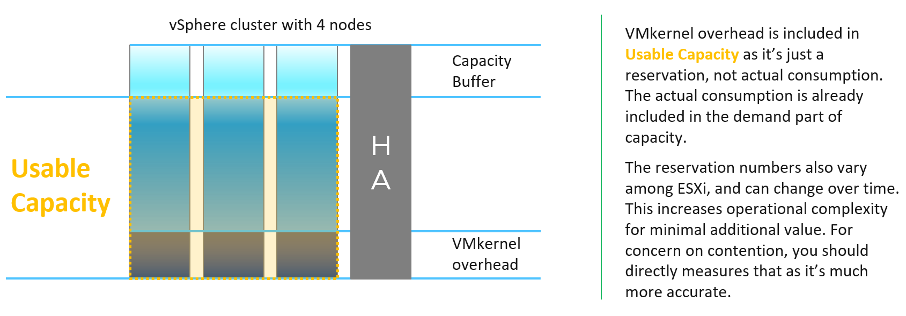 vSphere cluster with 4 nodes
Capacity
Buffer
H
A
Usable
Capacity
VMkernel
overhead
VMkernel overhead is included in
Usable Capacity as it's just a
reservation, not actual consumption.
The actual consumption is already
included in the demand part of
capacity.
The reservation numbers also vary
among ESXi, and can change over time.
This increases operational complexity
for minimal additional value. For
concern on contention, you should
directly measures that as it's much
more accurate.